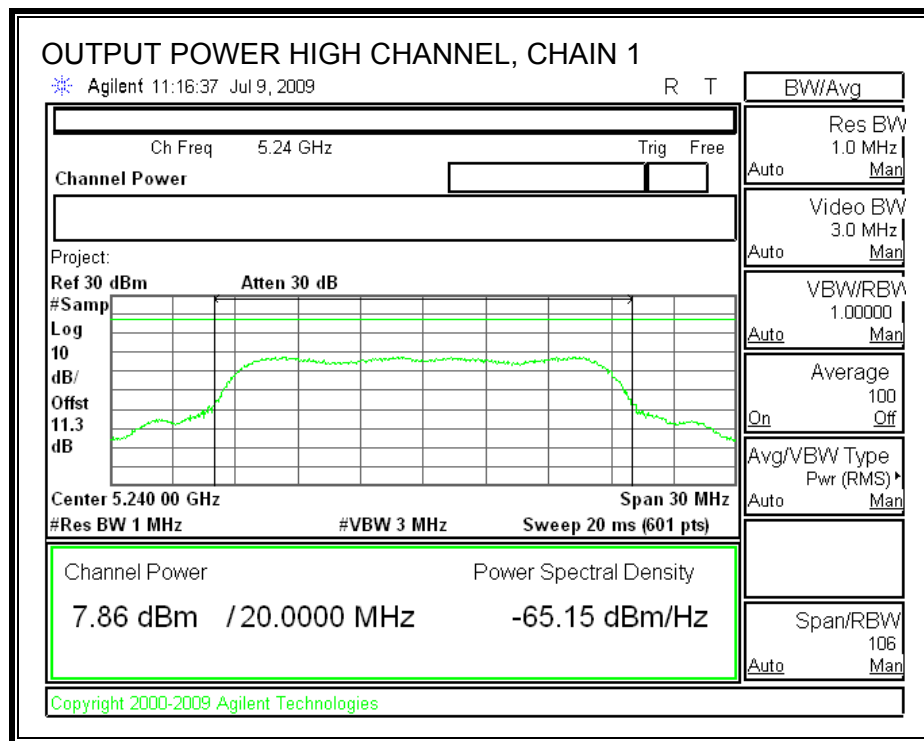 OUTPUT POWER HIGH CHANNEL, CHAIN 1
Agilent 11:16:37 Jul 9, 2009 R T
Ch Freq 5.24 GHz Trig Free
Channel Power
Project:
Ref 30 dBm Atten 30 dB
#Samp
Log
10
dB/
Offst
11.3
dB
Center 5.240 00 GHz Span 30 MHz
#Res BW 1 MHz #VBW 3 MHz Sweep 20 ms (601 pts)
Channel Power Power Spectral Density
7.86 dBm / 20.0000 MHz -65.15 dBm/Hz
Copyright 2000-2009 Agilent Technologies
BW/Avg
Res BW
1.0 MHz
Auto Man
Video BW
3.0 MHz
Auto Man
VBW/RBW
1.00000
Auto Man
Average
100
On Off
Avg/VBW Type
Pwr (RMS)
Auto Man
Span/RBW
106
Auto Man